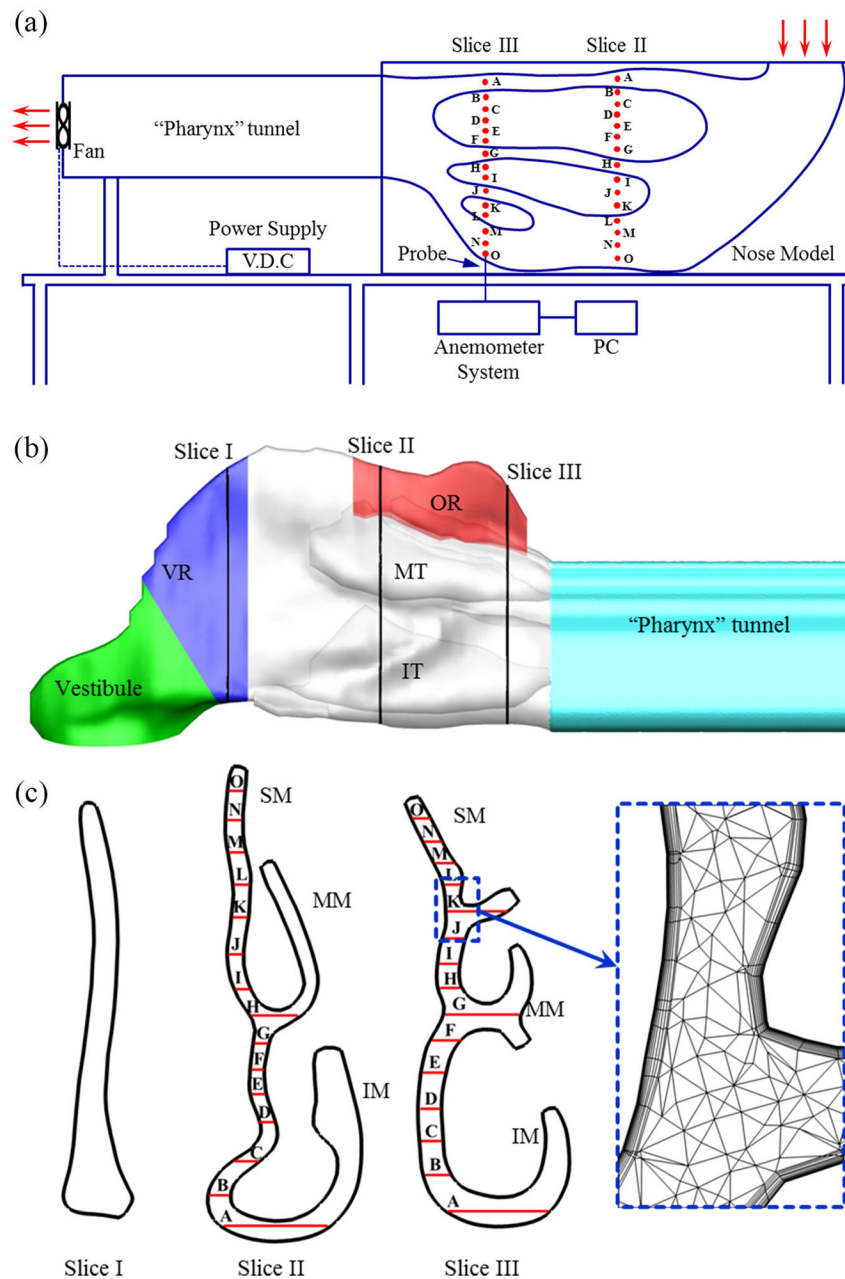 (a)
Slice III
Slice II
A
B
C
D
E
F
G
H
I
J
K
L
M
N
O
A
B
C
D
E
F
G
H
I
J
K
L
M
N
O
Fan
“Pharynx” tunnel
Power Supply
V.D.C
Probe
Nose Model
Anemometer
System
PC
(b)
Slice I
Slice II
Slice III
OR
VR
MT
IT
Vestibule
“Pharynx” tunnel
(c)
O
N
M
L
K
J
I
H
G
F
E
D
C
B
A
SM
MM
IM
O
N
M
L
K
J
I
H
G
F
E
D
C
B
A
SM
MM
IM
Slice I
Slice II
Slice III